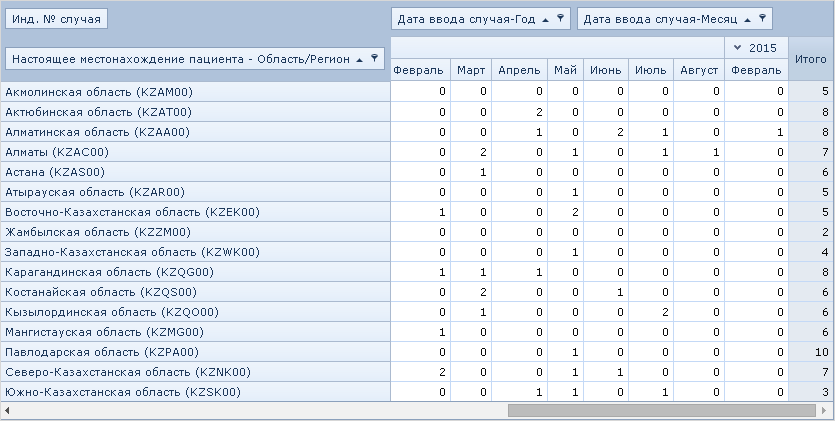 Инд. № случая
Дата ввода случая-Год Дата ввода случая-Месяц
2015
Настоящее местонахождение пациента - Область/Регион
Февраль Март Апрель Май Июнь Июль Август Февраль Итого
Акмолинская область (KZAM00) 0 0 0 0 0 0 0 0 5
Актюбинская область (KZAT00) 0 0 2 0 0 0 0 0 8
Алматинская область (KZAA00) 0 0 1 0 2 1 0 1 8
Алматы (KZAC00) 0 2 0 1 0 1 1 0 7
Астана (KZAS00) 0 1 0 0 0 0 0 0 6
Атырауская область (KZAR00) 0 0 0 1 0 0 0 0 5
Восточно-Казахстанская область (KZEK00) 1 0 0 2 0 0 0 0 5
Жамбылская область (KZZM00) 0 0 0 0 0 0 0 0 2
Западно-Казахстанская область (KZWK00) 0 0 0 1 0 0 0 0 4
Карагандинская область (KZQG00) 1 1 1 0 0 0 0 0 8
Костанайская область (KZQS00) 0 2 0 0 1 0 0 0 6
Кызылординская область (KZQO00) 0 1 0 0 0 2 0 0 6
Мангистауская область (KZMG00) 1 0 0 0 0 0 0 0 6
Павлодарская область (KZPA00) 0 0 0 1 0 0 0 0 10
Северо-Казахстанская область (KZNK00) 2 0 0 1 1 0 0 0 7
Южно-Казахстанская область (KZSK00) 0 0 1 1 0 1 0 0 3